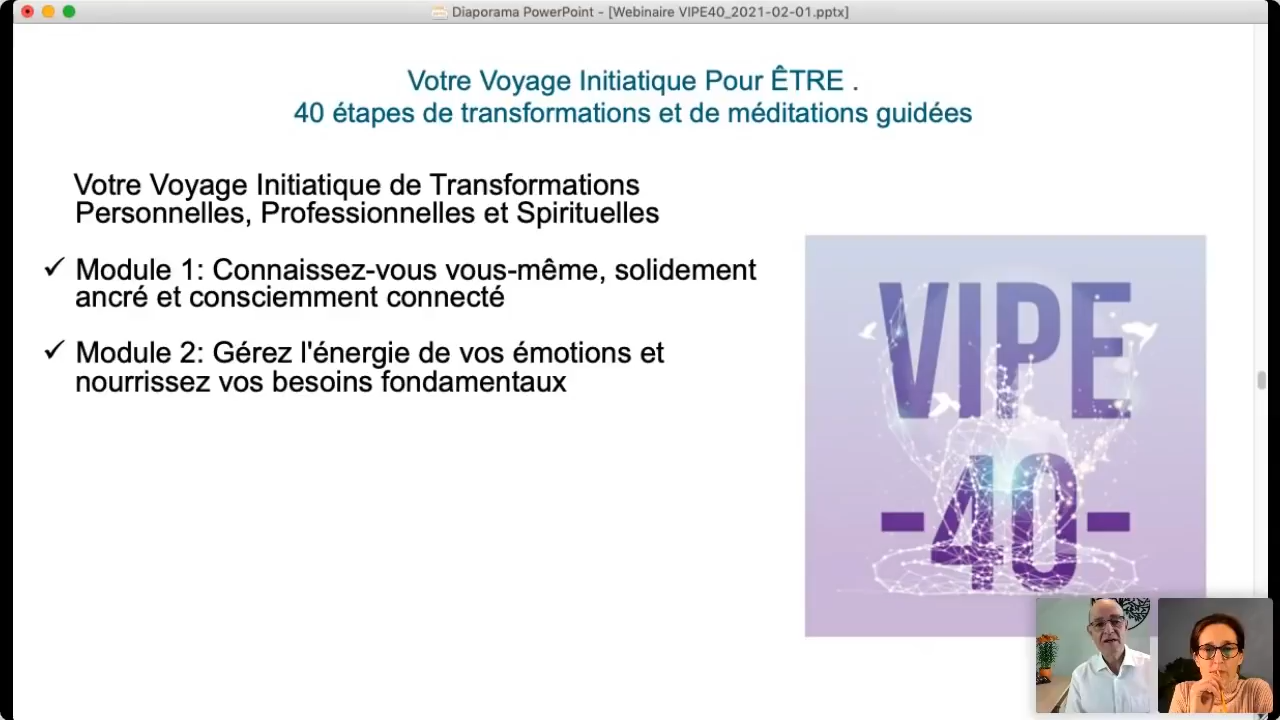 Diaporama PowerPoint - [Webinaire VIPE40_2021-02-01.pptx]
Votre Voyage Initiatique Pour ÊTRE .
40 étapes de transformations et de méditations guidées
Votre Voyage Initiatique de Transformations
Personnelles, Professionnelles et Spirituelles
✓ Module 1: Connaissez-vous vous-même, solidement
ancré et consciemment connecté
✓ Module 2: Gérez l'énergie de vos émotions et
nourrissez vos besoins fondamentaux
VIPE
-40-